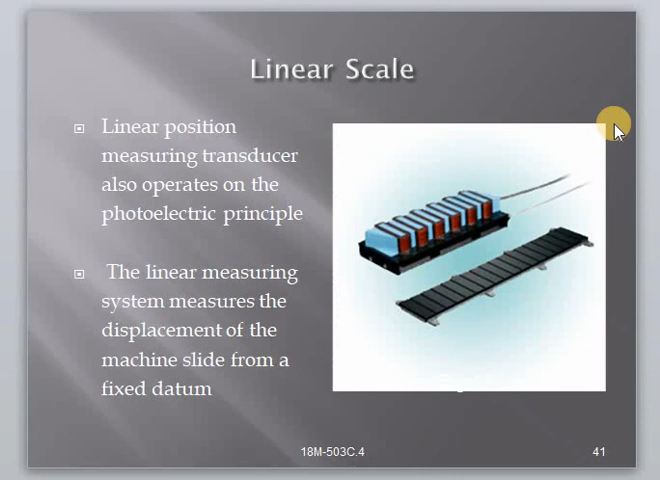 Linear Scale
Linear position
measuring transducer
also operates on the
photoelectric principle
The linear measuring
system measures the
displacement of the
machine slide from a
fixed datum
18M-503C.4
41